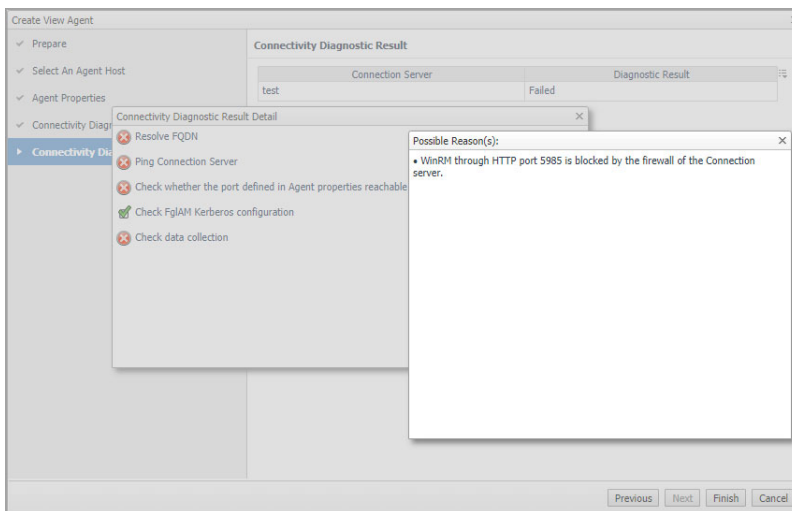 Create View Agent
Prepare
Select An Agent Host
Agent Properties
Connectivity Diagr
Connectivity Dia
Connectivity Diagnostic Result
Connection Server
Diagnostic Result
test
Failed
Connectivity Diagnostic Result Detail
Resolve FQDN
Ping Connection Server
Check whether the port defined in Agent properties reachable
Check FglAM Kerberos configuration
Check data collection
Possible Reason(s):
• WinRM through HTTP port 5985 is blocked by the firewall of the Connection
server.
Previous
Next
Finish
Cancel